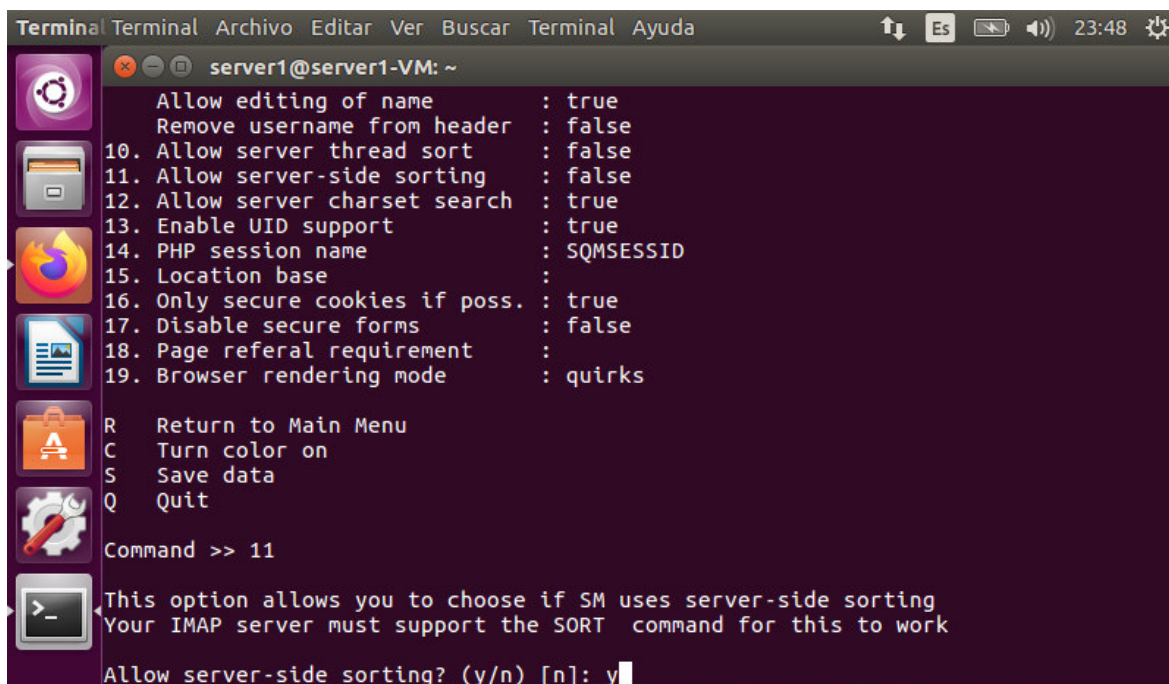 Terminal Terminal Archivo Editar Ver Buscar Terminal Ayuda Es 23:48
server1@server1-VM: ~
Allow editing of name : true
Remove username from header : false
10. Allow server thread sort : false
11. Allow server-side sorting : false
12. Allow server charset search : true
13. Enable UID support : true
14. PHP session name : SQMSESSID
15. Location base :
16. Only secure cookies if poss. : true
17. Disable secure forms : false
18. Page referal requirement :
19. Browser rendering mode : quirks
R Return to Main Menu
C Turn color on
S Save data
Q Quit
Command >> 11
This option allows you to choose if SM uses server-side sorting
Your IMAP server must support the SORT  command for this to work
Allow server-side sorting? (y/n) [n]: y